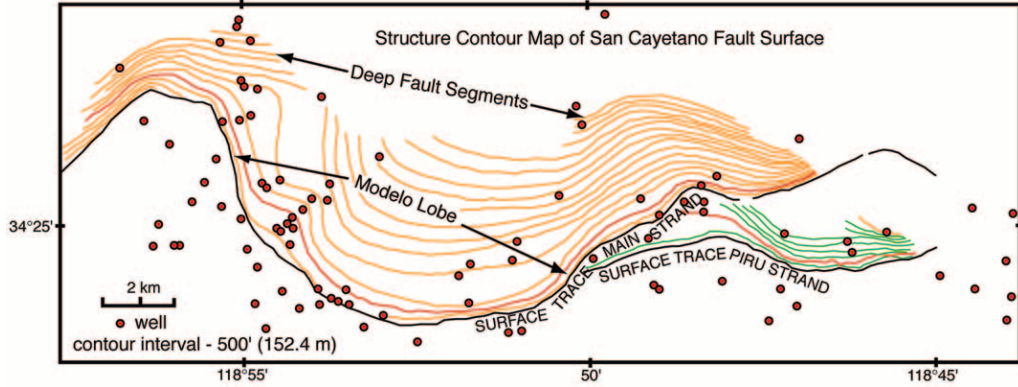 Structure Contour Map of San Cayetano Fault Surface
Deep Fault Segments
Modelo Lobe
34°25'
SURFACE TRACE MAIN STRAND
SURFACE TRACE PIRU STRAND
2 km
well
contour interval - 500' (152.4 m)
118°55'
50'
118°45'